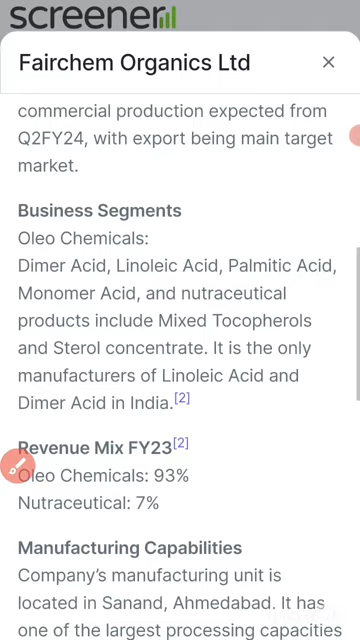 screener
Fairchem Organics Ltd
commercial production expected from
Q2FY24, with export being main target
market.
Business Segments
Oleo Chemicals:
Dimer Acid, Linoleic Acid, Palmitic Acid,
Monomer Acid, and nutraceutical
products include Mixed Tocopherols
and Sterol concentrate. It is the only
manufacturers of Linoleic Acid and
Dimer Acid in India.[2]
Revenue Mix FY23[2]
Oleo Chemicals: 93%
Nutraceutical: 7%
Manufacturing Capabilities
Company's manufacturing unit is
located in Sanand, Ahmedabad. It has
one of the largest processing capacities